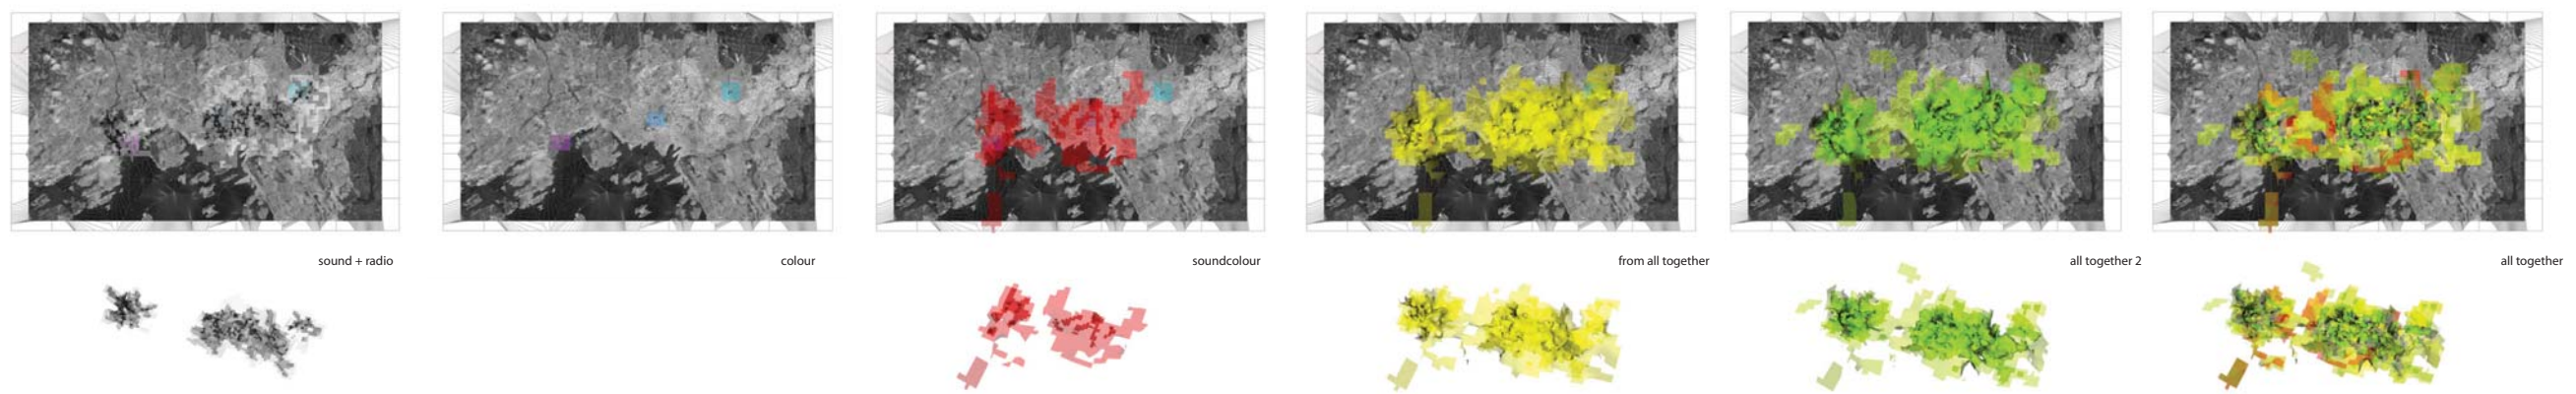 sound + radio
colour
soundcolour
from all together
all together 2
all together